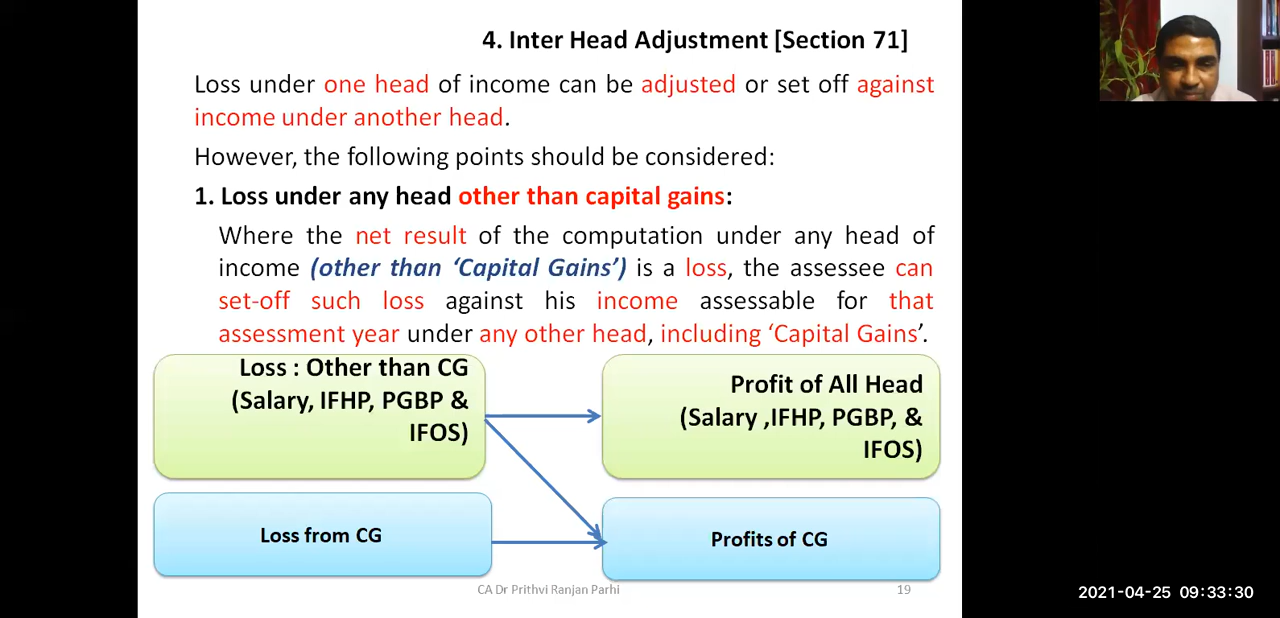 4. Inter Head Adjustment [Section 71]
Loss under one head of income can be adjusted or set off against
income under another head.
However, the following points should be considered:
1. Loss under any head other than capital gains:
Where the net result of the computation under any head of
income (other than ‘Capital Gains’) is a loss, the assessee can
set-off such loss against his income assessable for that
assessment year under any other head, including ‘Capital Gains’.
Loss : Other than CG
(Salary, IFHP, PGBP &
IFOS)
Profit of All Head
(Salary ,IFHP, PGBP, &
IFOS)
Loss from CG
Profits of CG
CA Dr Prithvi Ranjan Parhi
19
2021-04-25 09:33:30